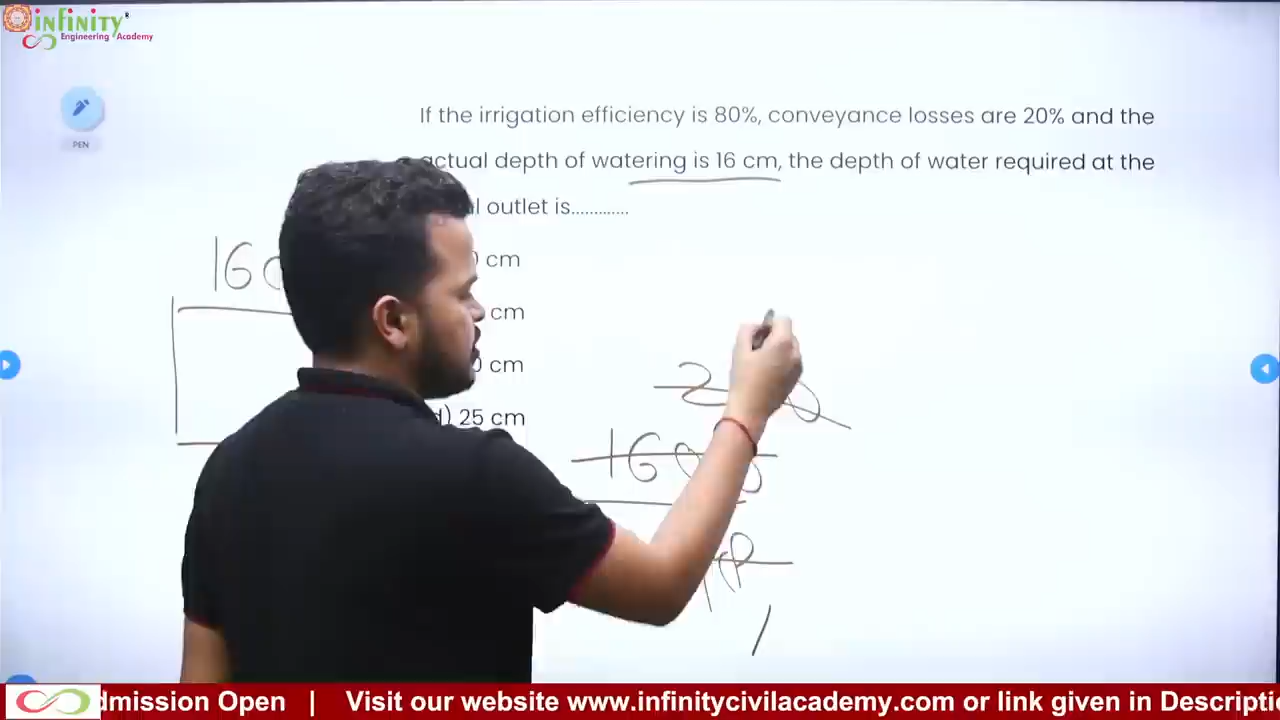 infinity
Engineering Academy
PEN
If the irrigation efficiency is 80%, conveyance losses are 20% and the
actual depth of watering is 16 cm, the depth of water required at the
outlet is.............
cm
cm
cm
d) 25 cm
16
16
dmission Open | Visit our website www.infinitycivilacademy.com or link given in Descripti